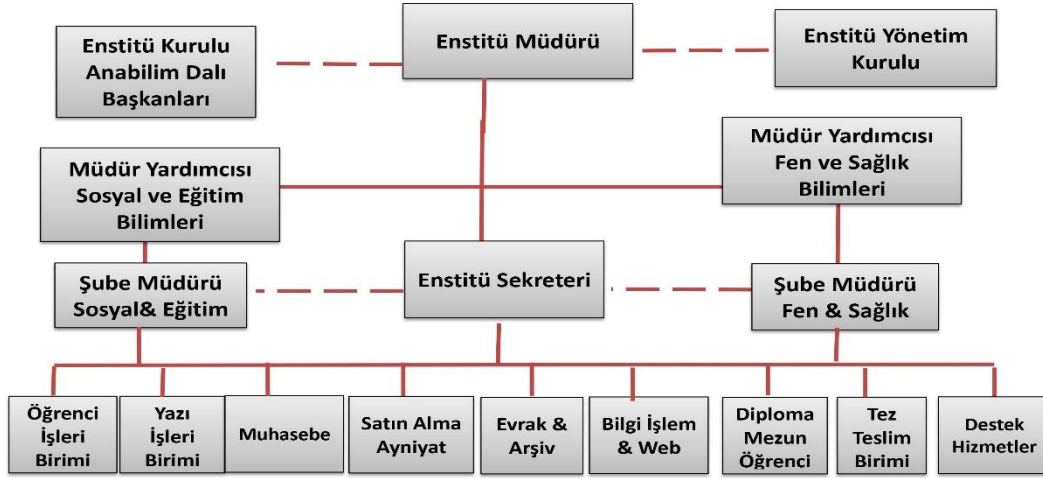 Enstitü Kurulu
Anabilim Dalı
Başkanları
Enstitü Müdürü
Enstitü Yönetim
Kurulu
Müdür Yardımcısı
Sosyal ve Eğitim
Bilimleri
Müdür Yardımcısı
Fen ve Sağlık
Bilimleri
Şube Müdürü
Sosyal& Eğitim
Enstitü Sekreteri
Şube Müdürü
Fen & Sağlık
Öğrenci
İşleri
Birimi
Yazı
İşleri
Birimi
Muhasebe
Satın Alma
Ayniyat
Evrak &
Arşiv
Bilgi İşlem
& Web
Diploma
Mezun
Öğrenci
Tez
Teslim
Birimi
Destek
Hizmetler